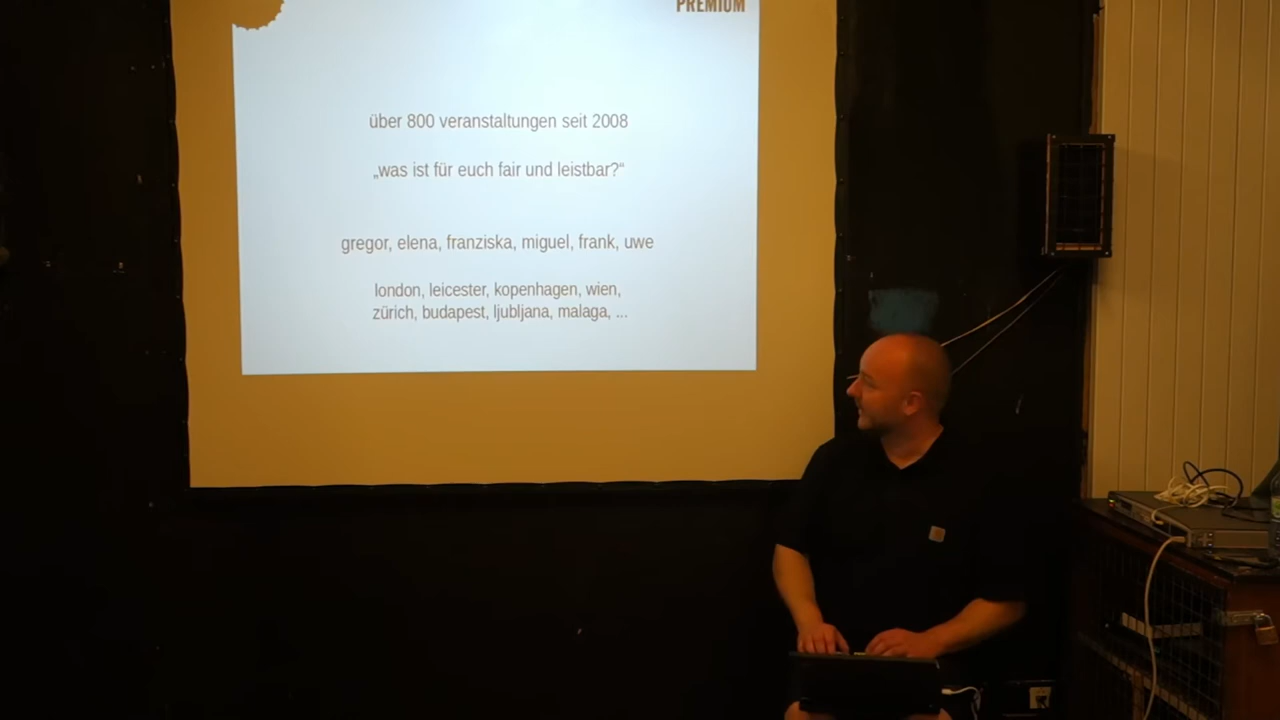 PREMIUM
über 800 veranstaltungen seit 2008
„was ist für euch fair und leistbar?“
gregor, elena, franziska, miguel, frank, uwe
london, leicester, kopenhagen, wien,
zürich, budapest, ljubljana, malaga, ...